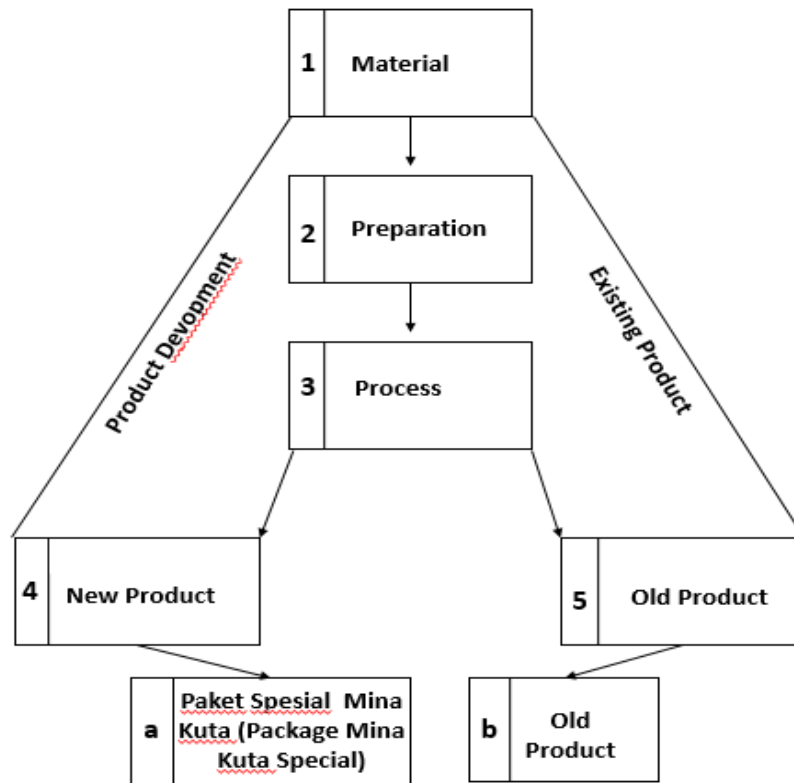 1 Material
2 Preparation
Product Devopment
Existing Product
3 Process
4 New Product
5 Old Product
a Paket Spesial Mina
Kuta (Package Mina
Kuta Special)
b Old
Product